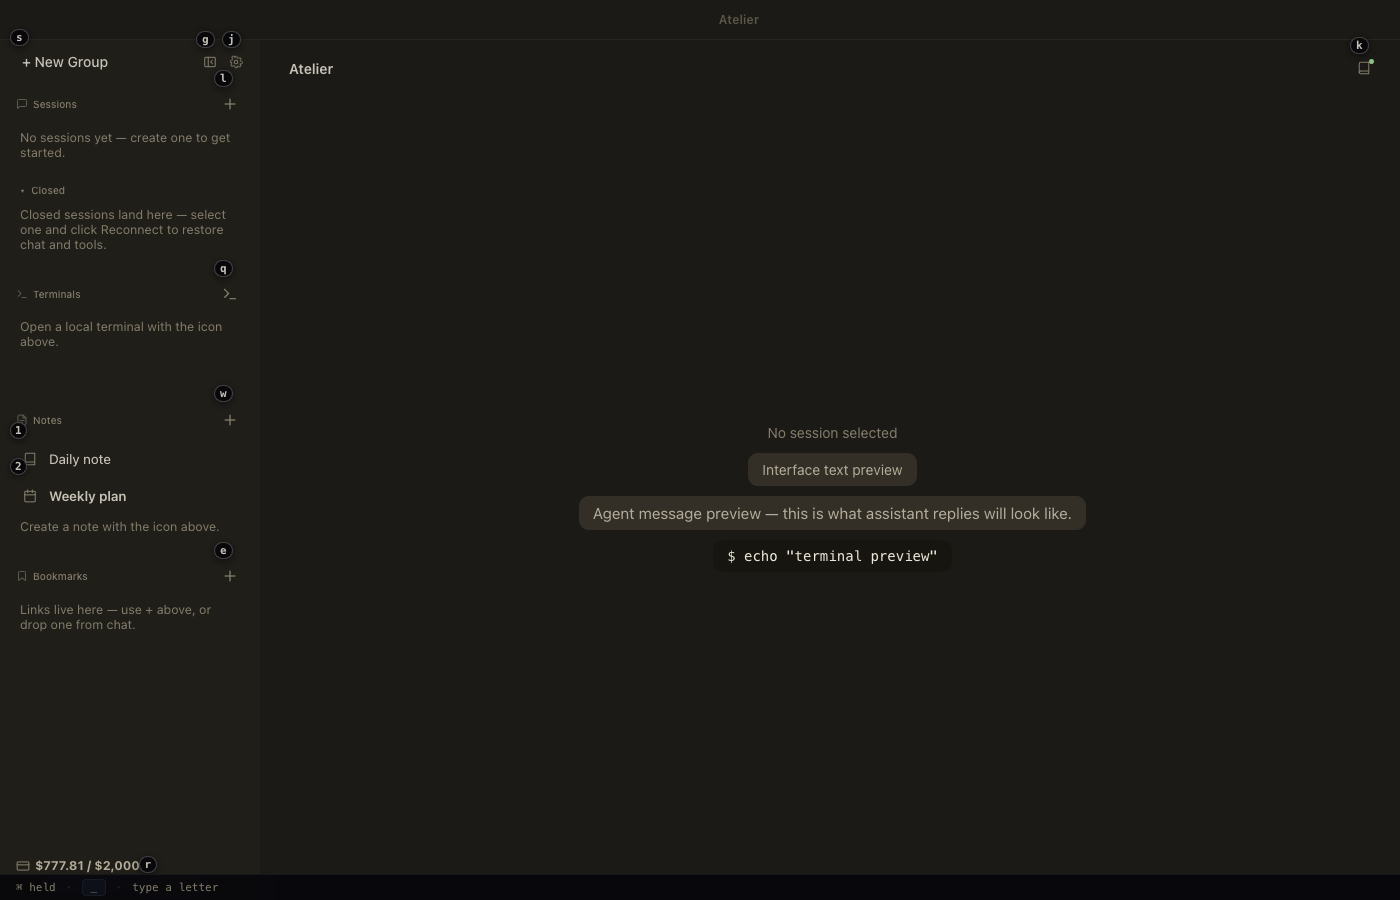 Atelier
s
g
j
k
+ New Group
l
Atelier
Sessions
No sessions yet — create one to get
started.
Closed
Closed sessions land here — select
one and click Reconnect to restore
chat and tools.
q
Terminals
Open a local terminal with the icon
above.
w
Notes
1
Daily note
2
Weekly plan
Create a note with the icon above.
e
Bookmarks
Links live here — use + above, or
drop one from chat.
No session selected
Interface text preview
Agent message preview — this is what assistant replies will look like.
$ echo "terminal preview"
$777.81 / $2,000
r
⌘ held · _ · type a letter